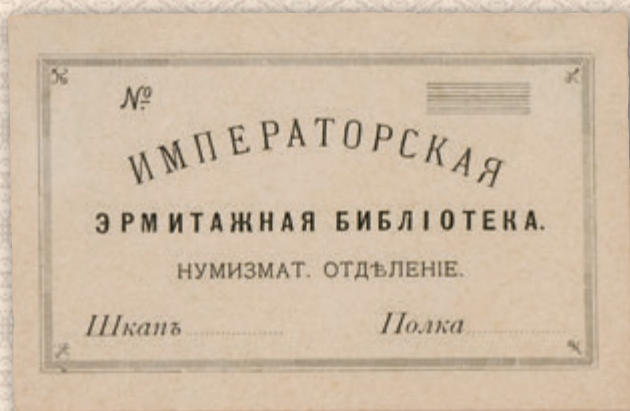 №
ИМПЕРАТОРСКАЯ
ЭРМИТАЖНАЯ БИБЛІОТЕКА.
НУМИЗМАТ. ОТДѢЛЕНІЕ.
Шкапъ Полка